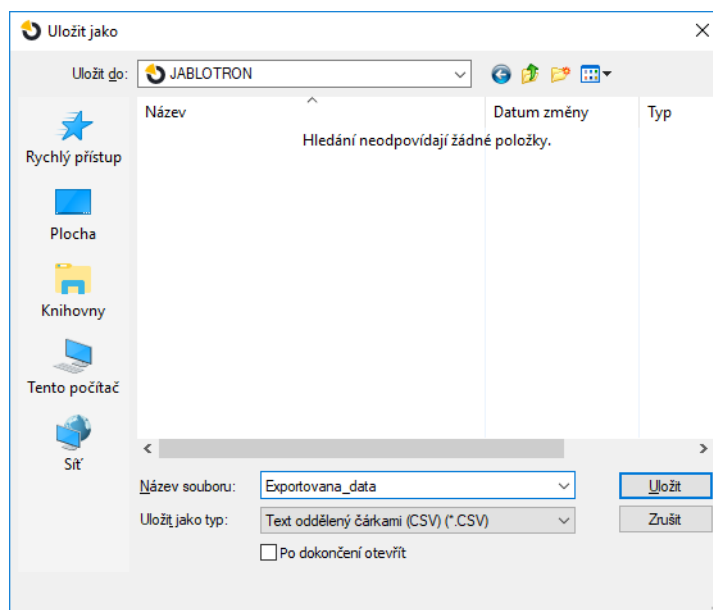 Uložit jako
Uložit do: JABLOTRON
Název Datum změny Typ
Hledání neodpovídají žádné položky.
Rychlý přístup
Plocha
Knihovny
Tento počítač
Síť
Název souboru: Exportovana_data Uložit
Uložit jako typ: Text oddělený čárkami (CSV) (*.CSV) Zrušit
Po dokončení otevřít